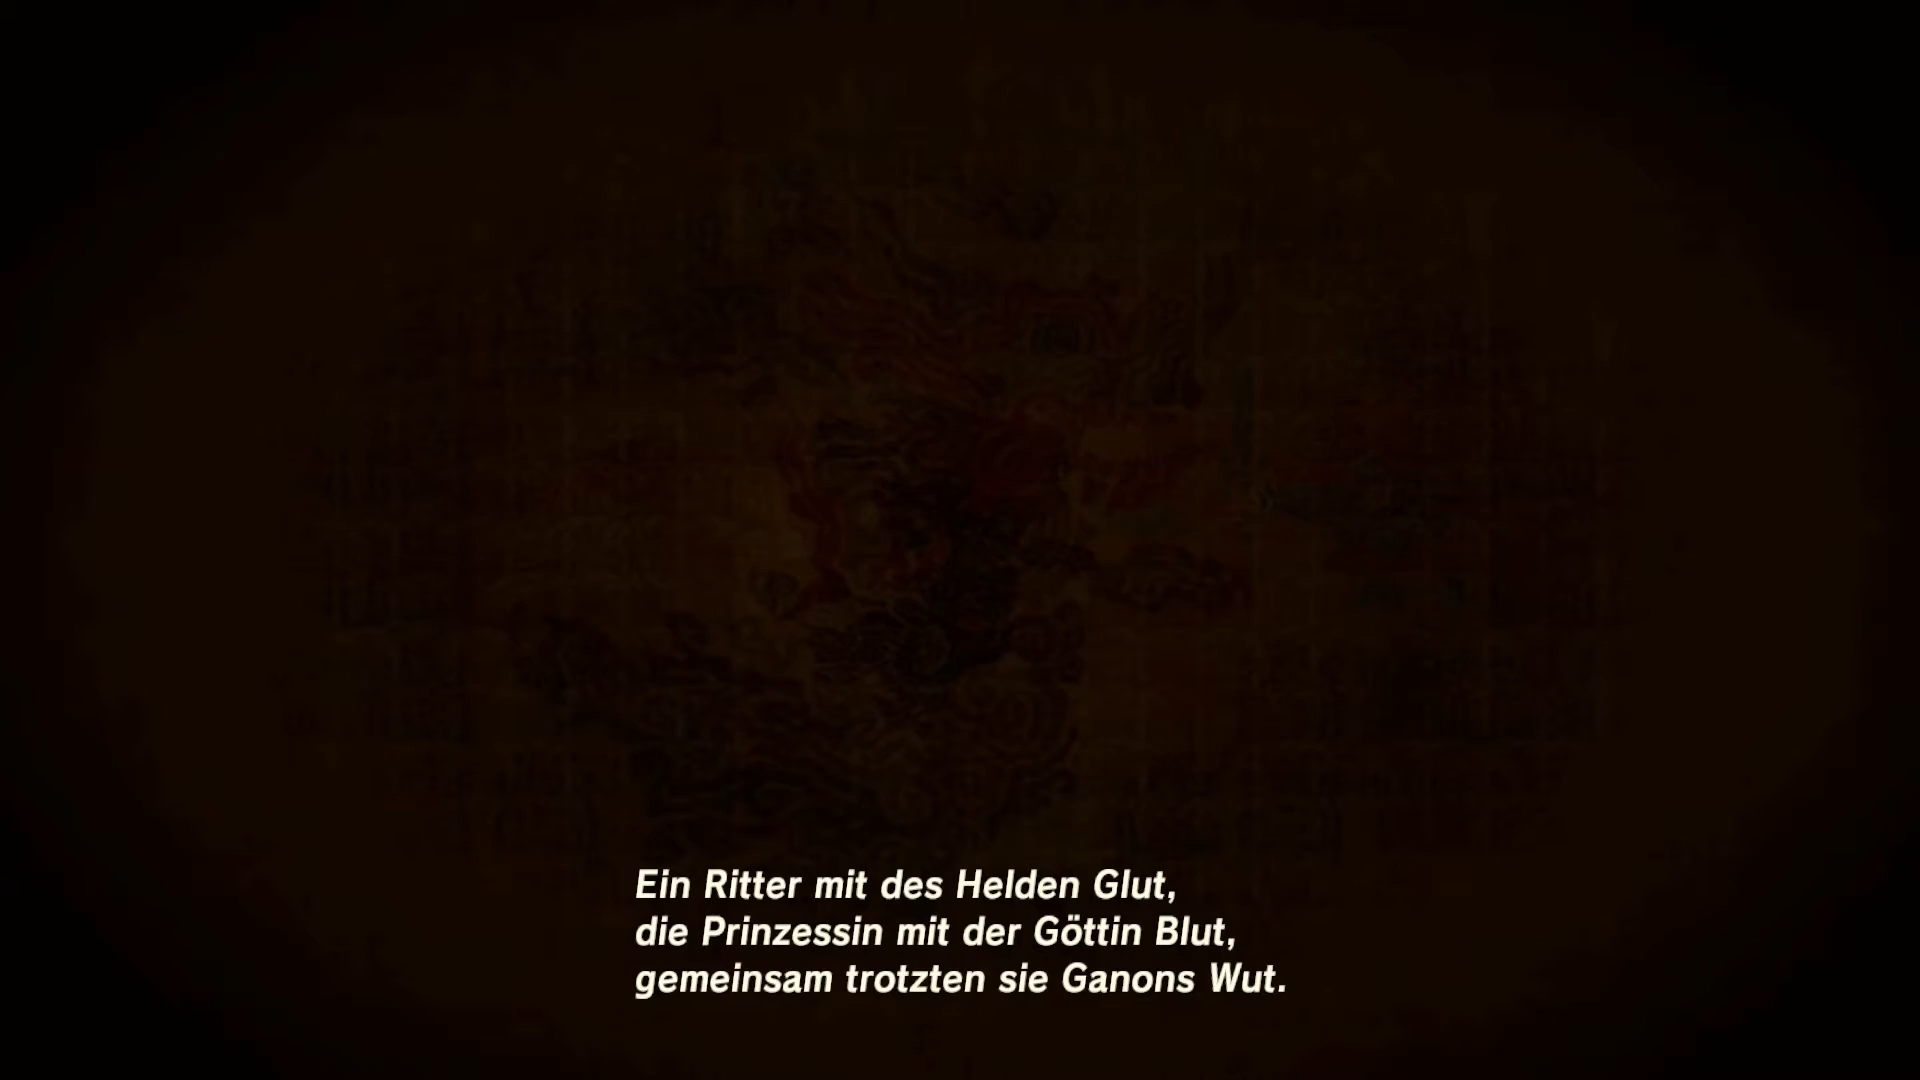 Ein Ritter mit des Helden Glut,
die Prinzessin mit der Göttin Blut,
gemeinsam trotzten sie Ganons Wut.